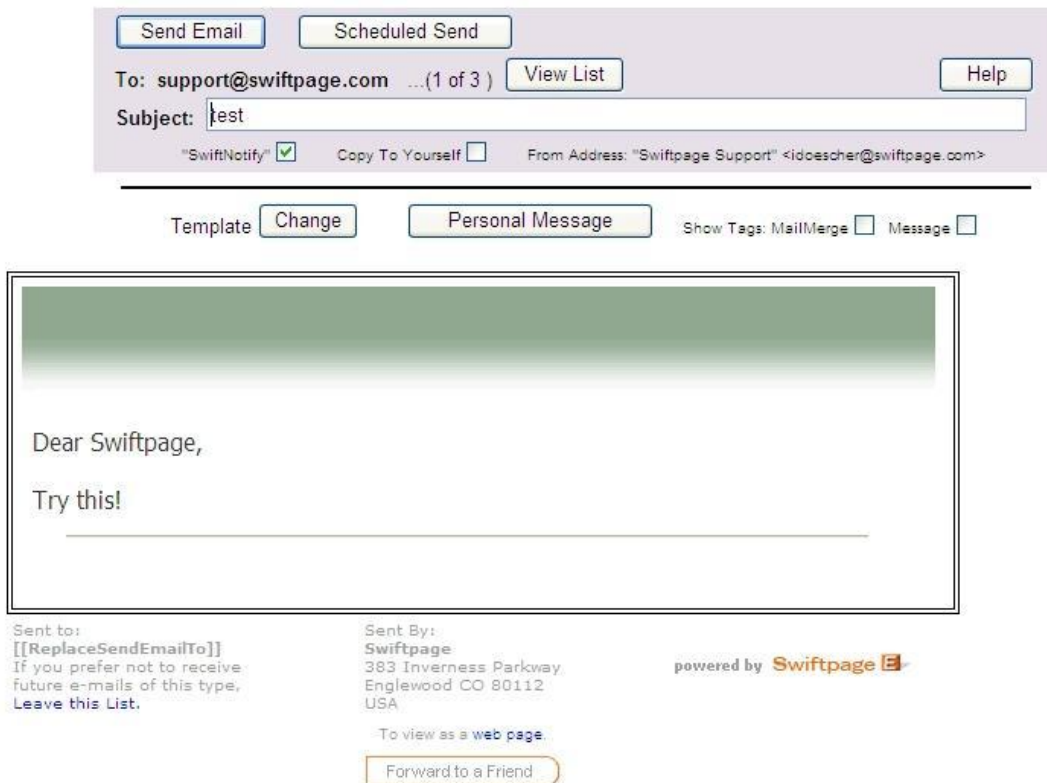 Send Email Scheduled Send
To: support@swiftpage.com ...(1 of 3 ) View List Help
Subject: test
"SwiftNotify" Copy To Yourself From Address: "Swiftpage Support" <idoescher@swiftpage.com>
Template Change Personal Message Show Tags: MailMerge Message
Dear Swiftpage,
Try this!
Sent to:
[[ReplaceSendEmailTo]]
If you prefer not to receive
future e-mails of this type,
Leave this List.
Sent By:
Swiftpage
383 Inverness Parkway
Englewood CO 80112
USA
To view as a web page.
Forward to a Friend
powered by Swiftpage E